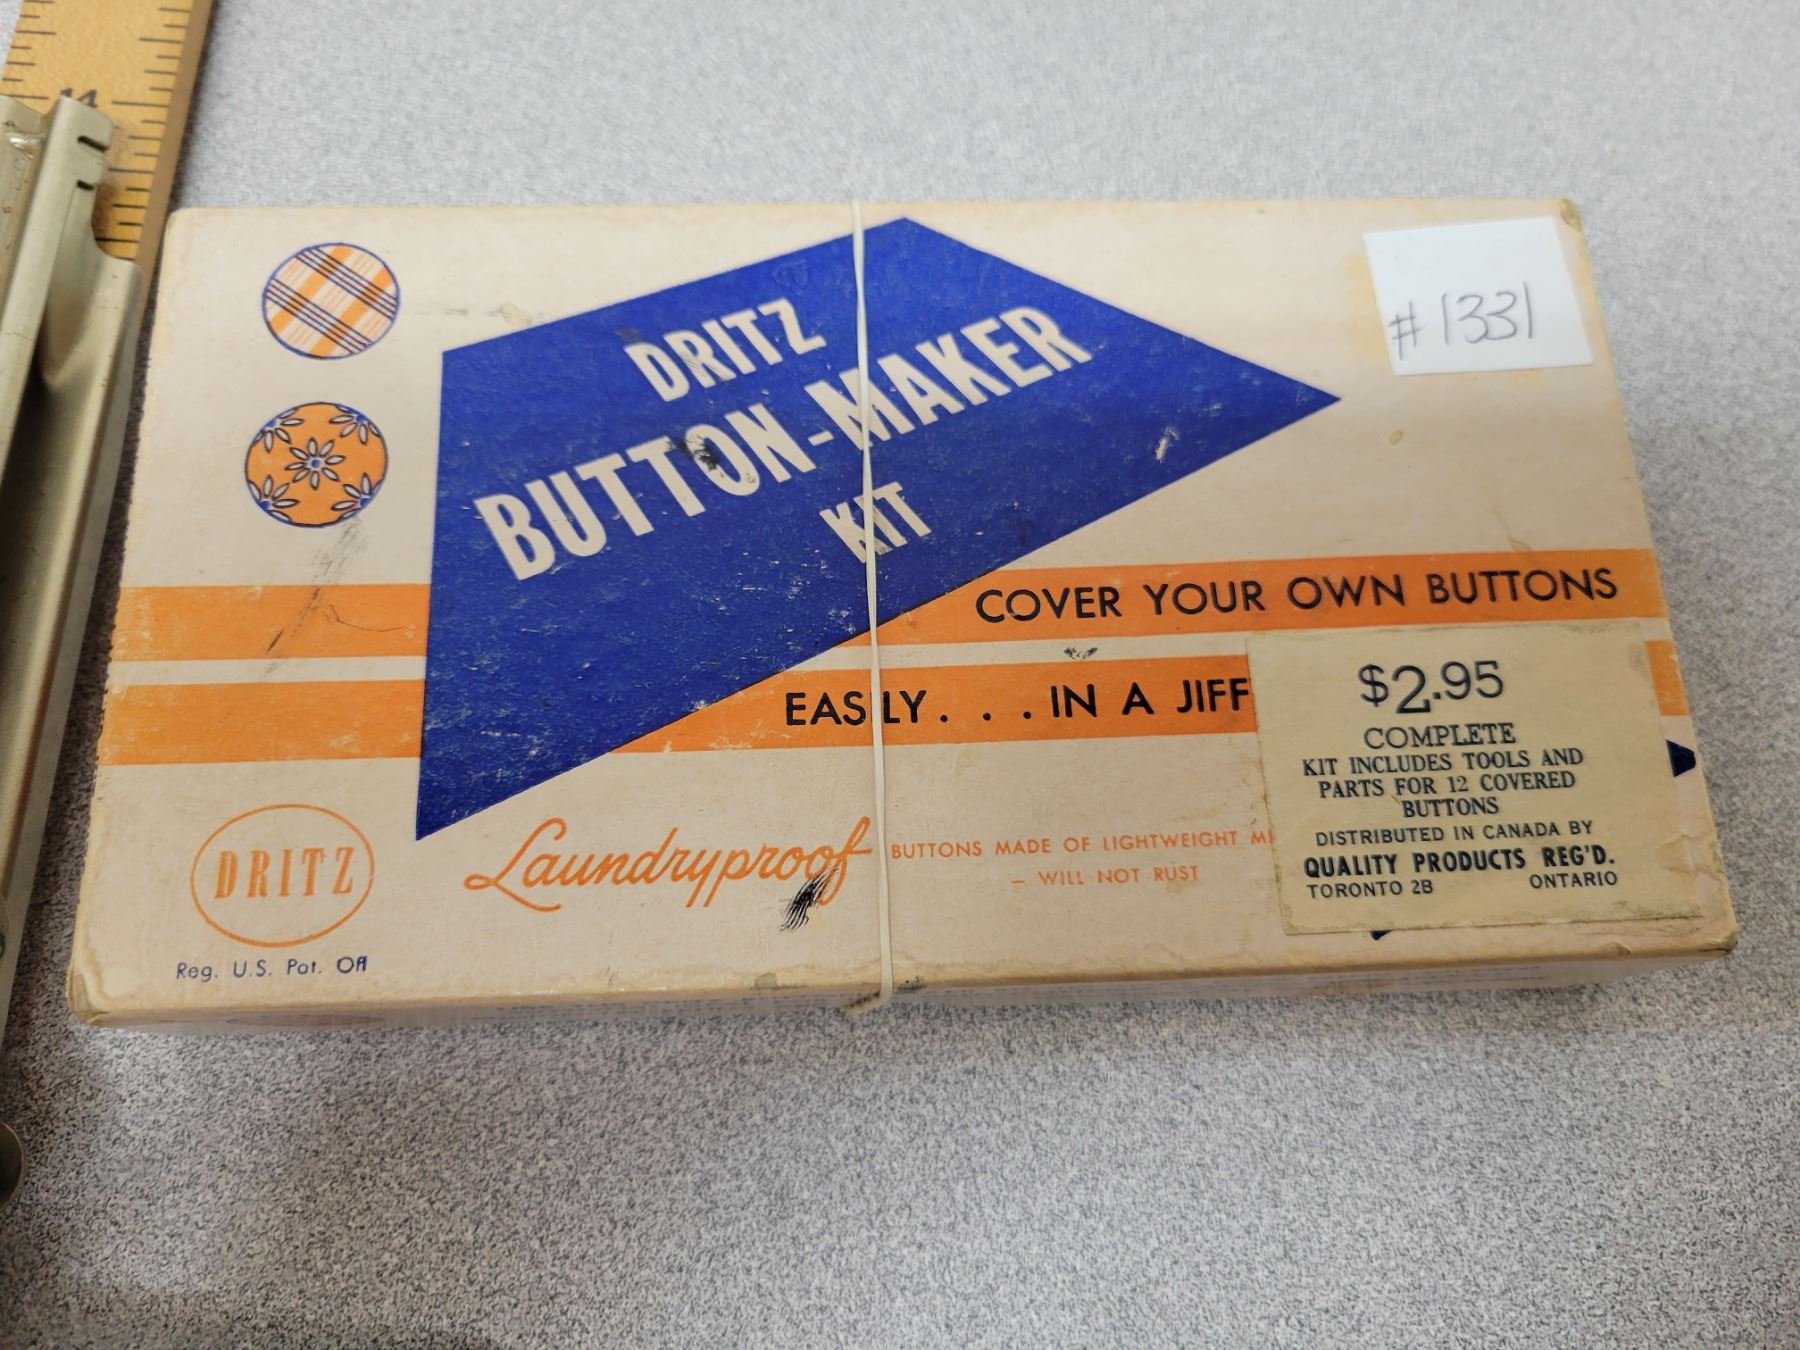 14
#1331
DRITZ
BUTTON-MAKER
KIT
COVER YOUR OWN BUTTONS
EASILY. . . . IN A JIFF
$2.95
COMPLETE
KIT INCLUDES TOOLS AND
PARTS FOR 12 COVERED
BUTTONS
DISTRIBUTED IN CANADA BY
QUALITY PRODUCTS REG'D.
TORONTO 2B ONTARIO
Laundryproof BUTTONS MADE OF LIGHTWEIGHT
– WILL NOT RUST
DRITZ
Reg. U.S. Pat. Off